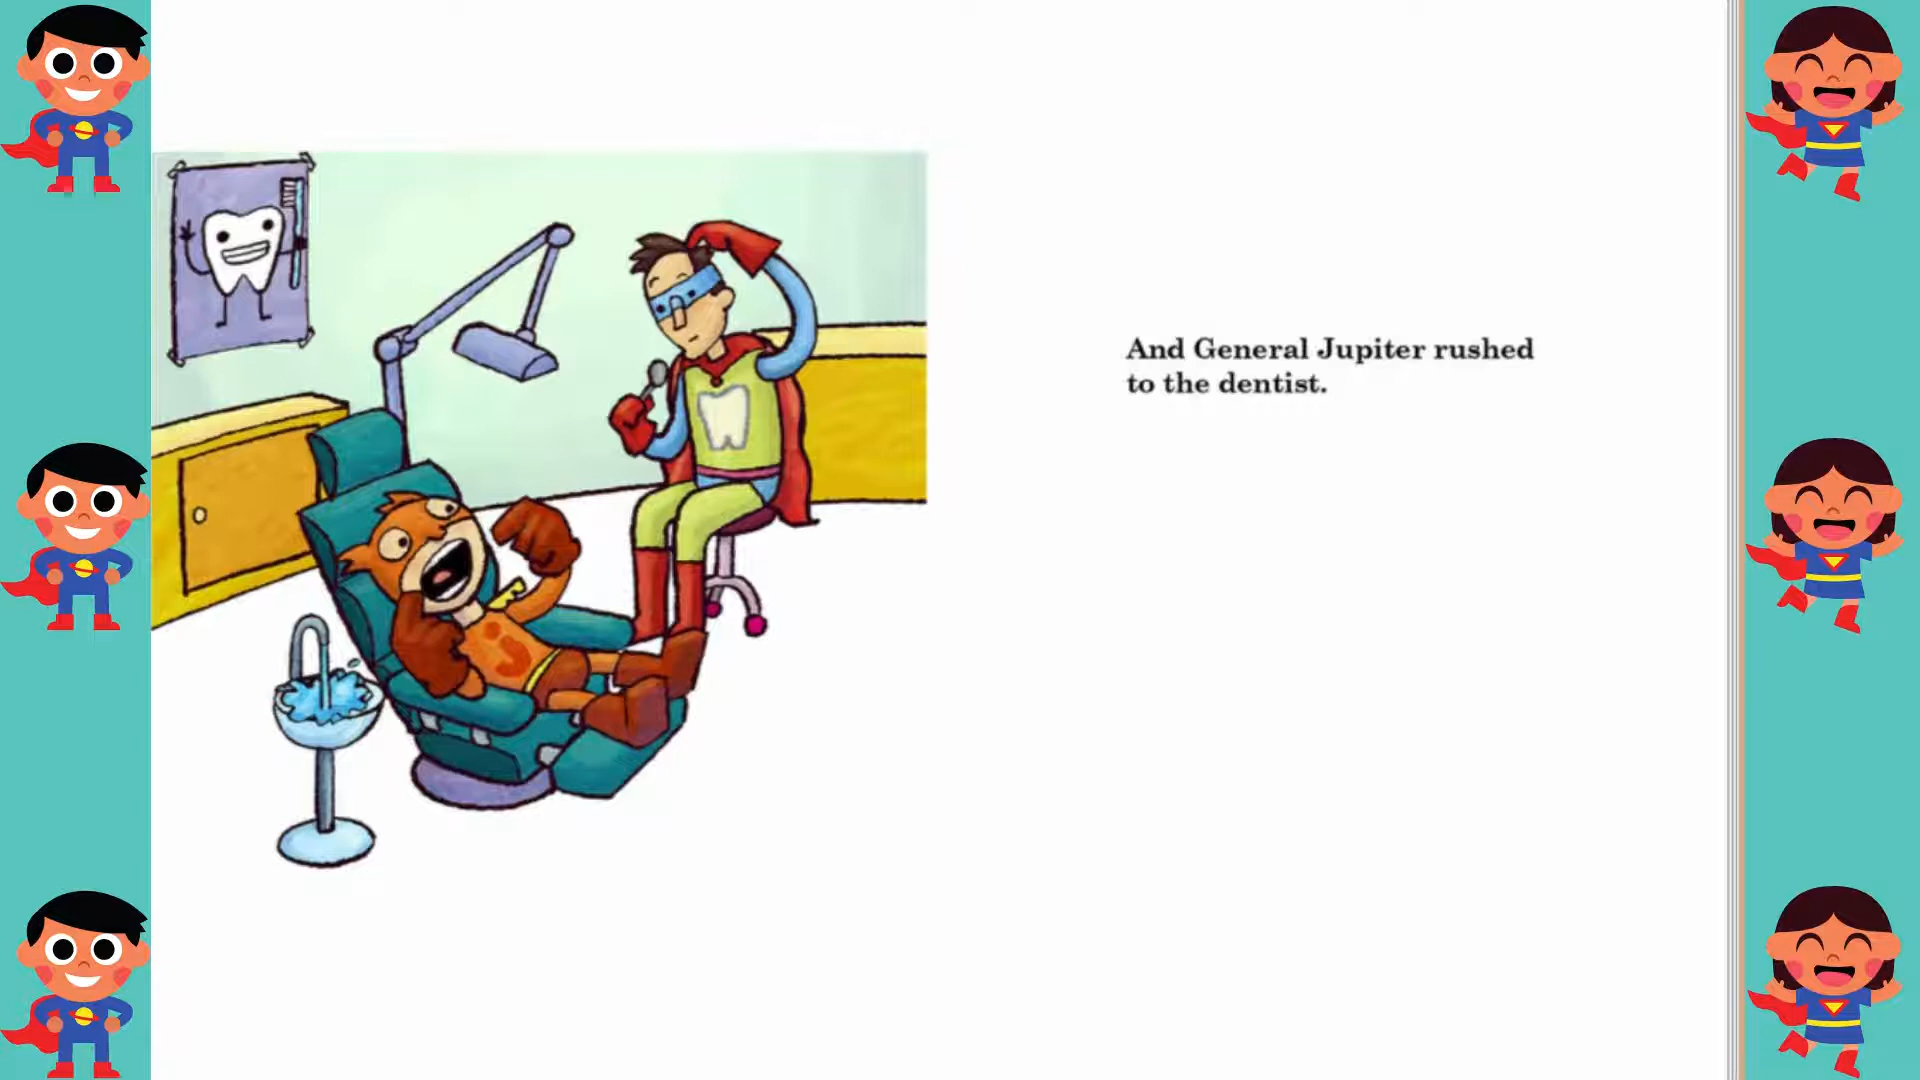 And General Jupiter rushed
to the dentist.